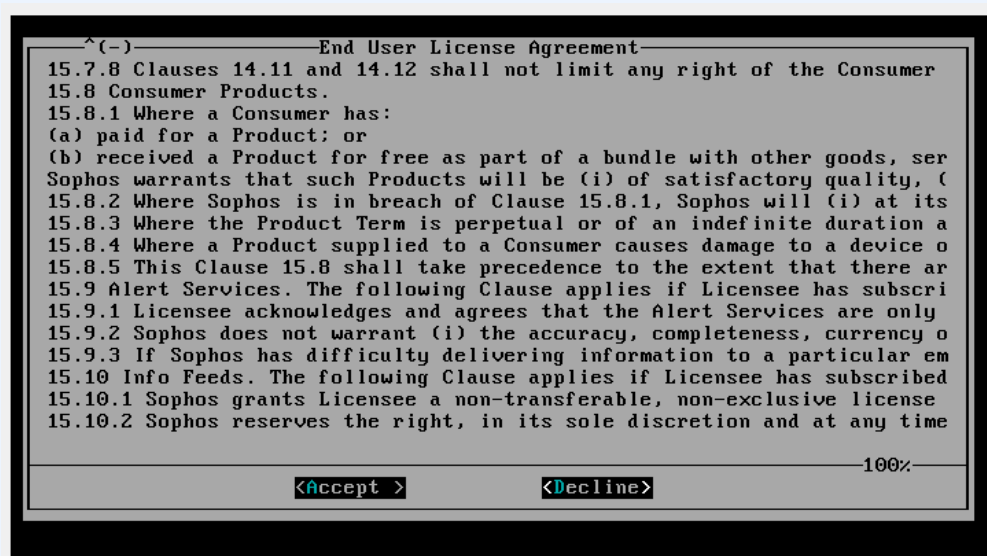 ^(-)
End User License Agreement
15.7.8 Clauses 14.11 and 14.12 shall not limit any right of the Consumer
15.8 Consumer Products.
15.8.1 Where a Consumer has:
(a) paid for a Product; or
(b) received a Product for free as part of a bundle with other goods, ser
Sophos warrants that such Products will be (i) of satisfactory quality, (
15.8.2 Where Sophos is in breach of Clause 15.8.1, Sophos will (i) at its
15.8.3 Where the Product Term is perpetual or of an indefinite duration a
15.8.4 Where a Product supplied to a Consumer causes damage to a device o
15.8.5 This Clause 15.8 shall take precedence to the extent that there ar
15.9 Alert Services. The following Clause applies if Licensee has subscri
15.9.1 Licensee acknowledges and agrees that the Alert Services are only
15.9.2 Sophos does not warrant (i) the accuracy, completeness, currency o
15.9.3 If Sophos has difficulty delivering information to a particular em
15.10 Info Feeds. The following Clause applies if Licensee has subscribed
15.10.1 Sophos grants Licensee a non-transferable, non-exclusive license
15.10.2 Sophos reserves the right, in its sole discretion and at any time
100%
<Accept > <Decline>